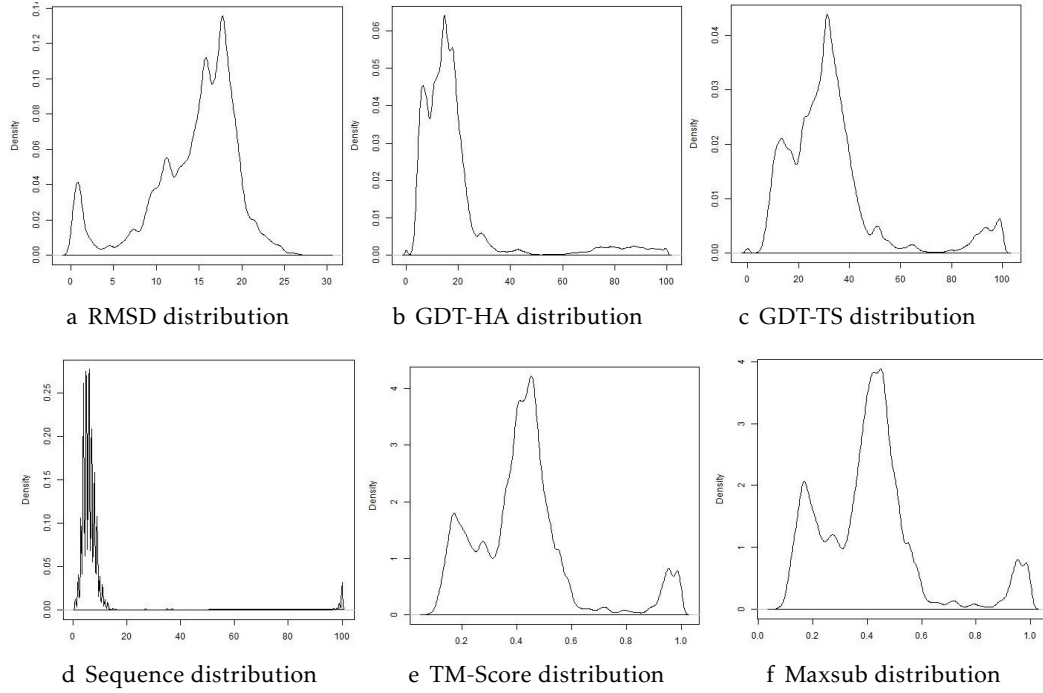 Density
0.00 0.02 0.04 0.06 0.08 0.10 0.12 0.14
0 5 10 15 20 25 30
a RMSD distribution
Density
0.00 0.01 0.02 0.03 0.04 0.05 0.06
0 20 40 60 80 100
b GDT-HA distribution
Density
0.00 0.01 0.02 0.03 0.04
0 20 40 60 80 100
c GDT-TS distribution
Density
0.00 0.05 0.10 0.15 0.20 0.25
0 20 40 60 80 100
d Sequence distribution
Density
0 1 2 3 4
0.2 0.4 0.6 0.8 1.0
e TM-Score distribution
Density
0 1 2 3 4
0.0 0.2 0.4 0.6 0.8 1.0
f Maxsub distribution